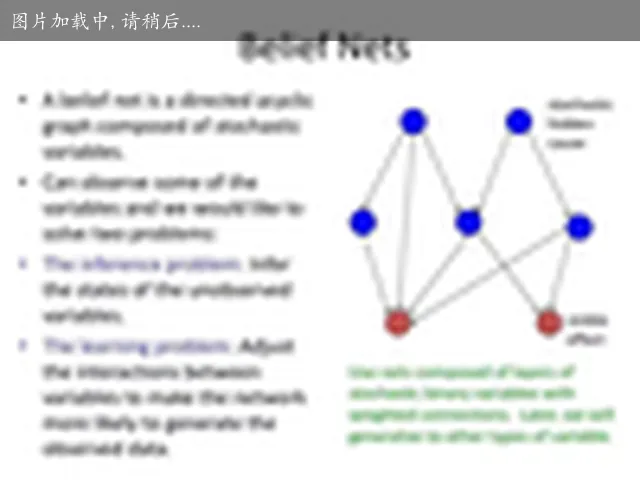 图片加载中, 请稍后....
Belief Nets
• A belief net is a directed acyclic
graph composed of stochastic
variables.
• Can observe some of the
variables and we would like to
solve two problems:
• The inference problem: Infer
the states of the unobserved
variables.
• The learning problem: Adjust
the interactions between
variables to make the network
more likely to generate the
observed data.
stochastic
hidden
cause
visible
effect
Use nets composed of layers of
stochastic binary variables with
weighted connections. Later, we will
generalize to other types of variable.